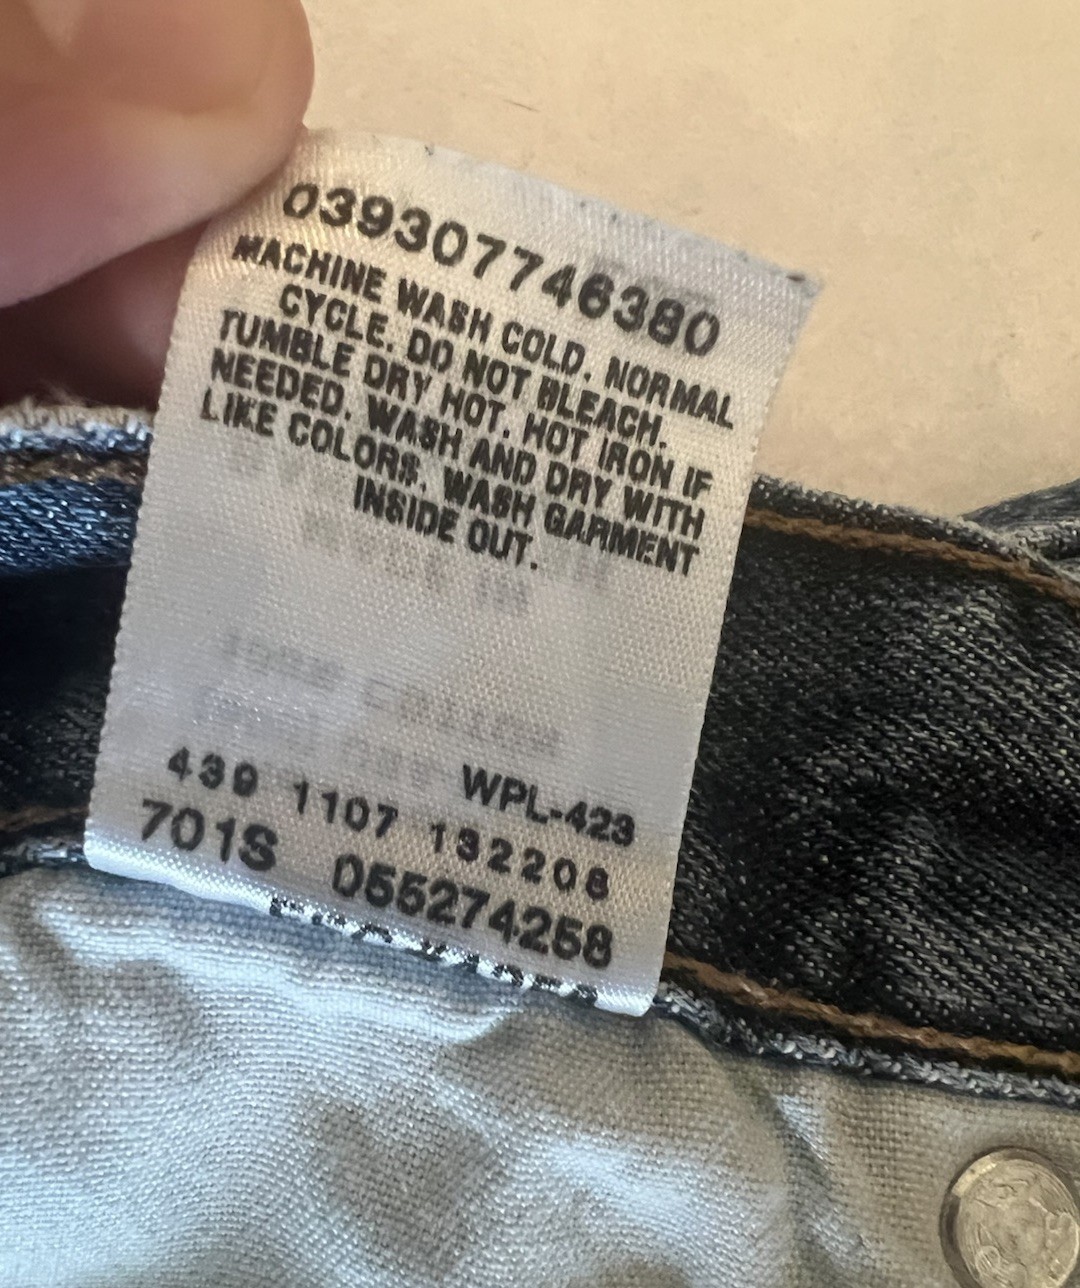 039307746380
MACHINE WASH COLD. NORMAL
CYCLE. DO NOT BLEACH.
TUMBLE DRY HOT. HOT IRON IF
NEEDED. WASH AND DRY WITH
LIKE COLORS. WASH GARMENT
INSIDE OUT.
WPL-423
439 1107 132208
701S D55274258